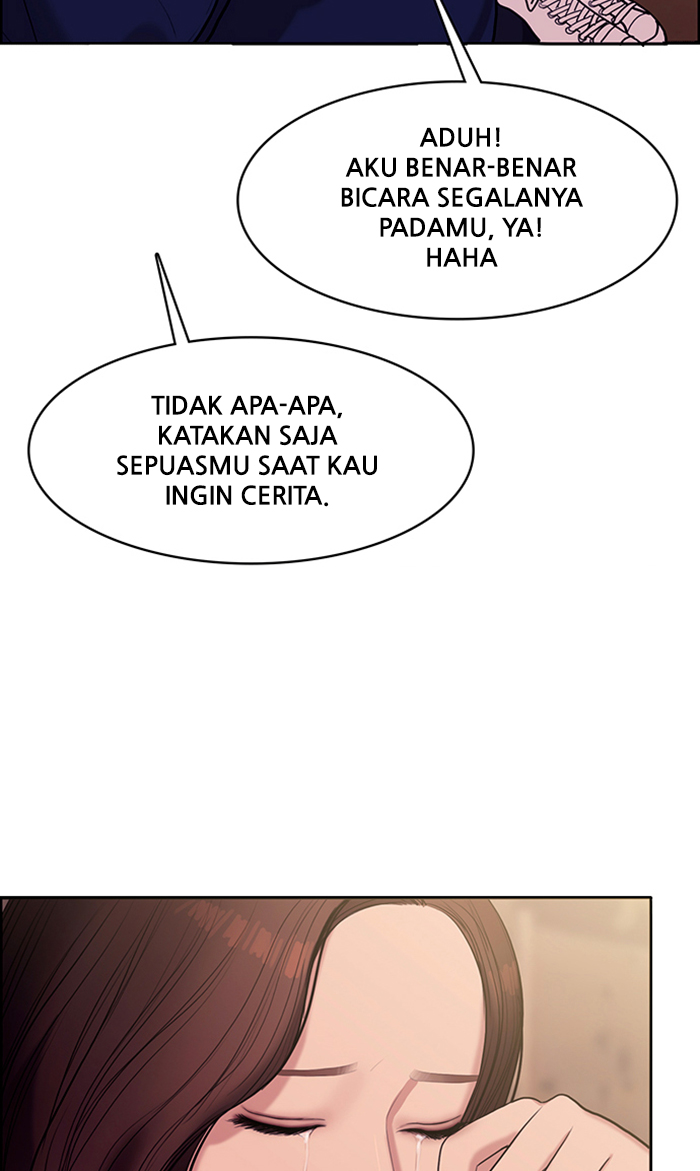 ADUH!
AKU BENAR-BENAR
BICARA SEGALANYA
PADAMU, YA!
HAHA
TIDAK APA-APA,
KATAKAN SAJA
SEPUASMU SAAT KAU
INGIN CERITA.